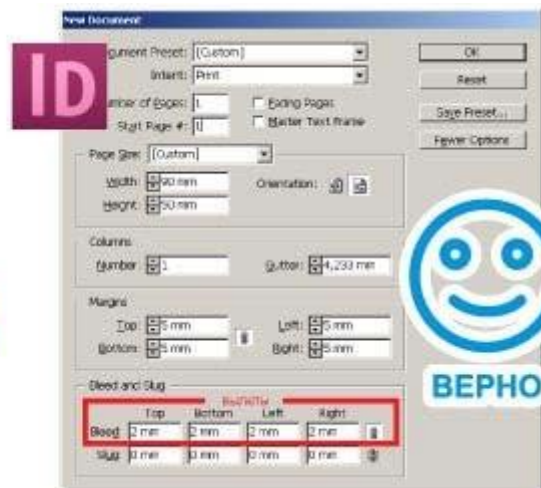 New Document
Document Preset: [Custom]
Intent: Print
Number of Pages: 1
Facing Pages
Start Page #: 1
Master Text Frame
OK
Reset
Save Preset...
Fewer Options
Id
Page Size: [Custom]
Width: 90 mm
Orientation:
Height: 50 mm
Columns
Number: 1
Gutter: 4,233 mm
Margins
Top: 5 mm
Left: 5 mm
Bottom: 5 mm
Right: 5 mm
BEPHO
Bleed and Slug
Top Bottom Left Right
Bleed: 2 mm 2 mm 2 mm 2 mm
Slug: 0 mm 0 mm 0 mm 0 mm